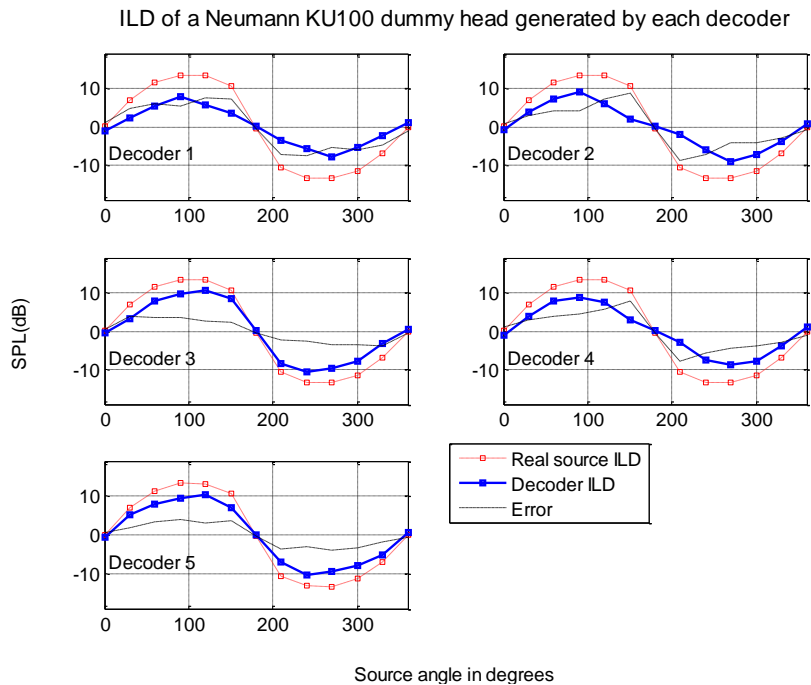 ILD of a Neumann KU100 dummy head generated by each decoder
10
0
-10
Decoder 1
0 100 200 300
10
0
-10
Decoder 2
0 100 200 300
10
0
-10
Decoder 3
0 100 200 300
10
0
-10
Decoder 4
0 100 200 300
SPL(dB)
10
0
-10
Decoder 5
0 100 200 300
Real source ILD
Decoder ILD
Error
Source angle in degrees